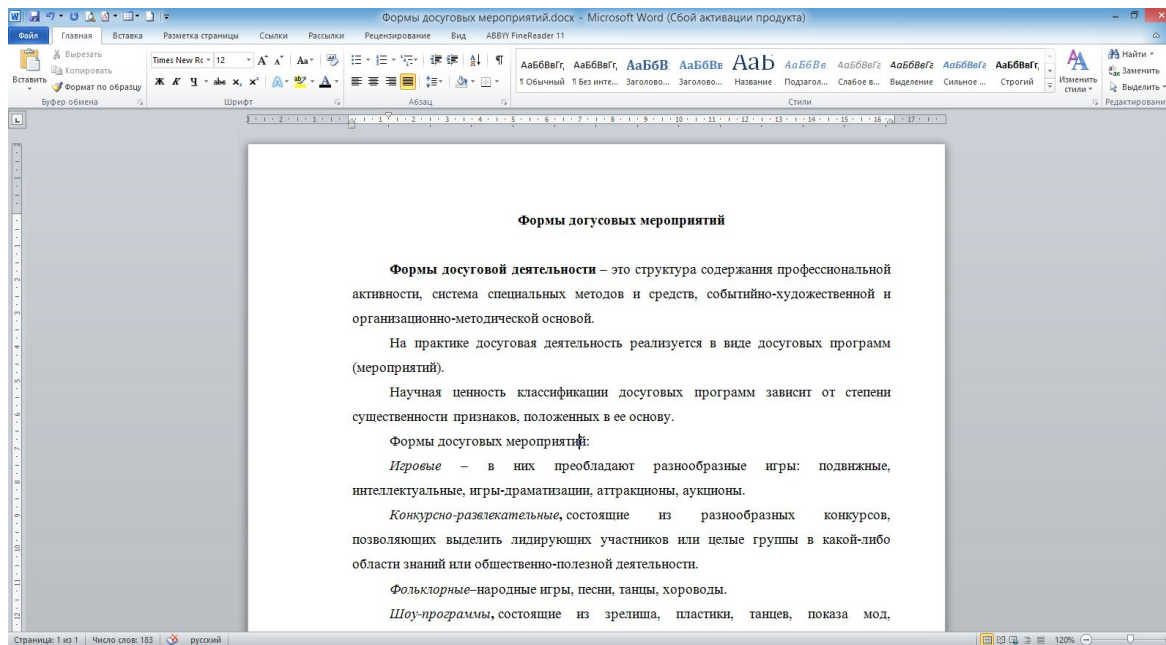 Формы досуговых мероприятий.docx - Microsoft Word (Сбой активации продукта)
Файл Главная Вставка Разметка страницы Ссылки Рассылки Рецензирование Вид ABBYY FineReader 11
Вырезать
Копировать
Формат по образцу
Вставить
Times New Rc 12
Ж К Ч abc x₂ x²
АаБбВвГг, АаБбВвГг, АаБбВ АаБбВв АаБ АаБбВв АаБбВвГг АаБбВвГг АаБбВвГг АаБбВвГг,
¶ Обычный ¶ Без инте... Заголово... Заголово... Название Подзагол... Слабое в... Выделение Сильное ... Строгий
Изменить стили
Найти
Заменить
Выделить
Буфер обмена Шрифт Абзац Стили Редактировани
Формы догусовых мероприятий
Формы досуговой деятельности – это структура содержания профессиональной
активности, система специальных методов и средств, событийно-художественной и
организационно-методической основой.
На практике досуговая деятельность реализуется в виде досуговых программ
(мероприятий).
Научная ценность классификации досуговых программ зависит от степени
существенности признаков, положенных в ее основу.
Формы досуговых мероприятий:
Игровые – в них преобладают разнообразные игры: подвижные,
интеллектуальные, игры-драматизации, аттракционы, аукционы.
Конкурсно-развлекательные, состоящие из разнообразных конкурсов,
позволяющих выделить лидирующих участников или целые группы в какой-либо
области знаний или общественно-полезной деятельности.
Фольклорные–народные игры, песни, танцы, хороводы.
Шоу-программы, состоящие из зрелища, пластики, танцев, показа мод,
Страница: 1 из 1 Число слов: 183 русский 120%